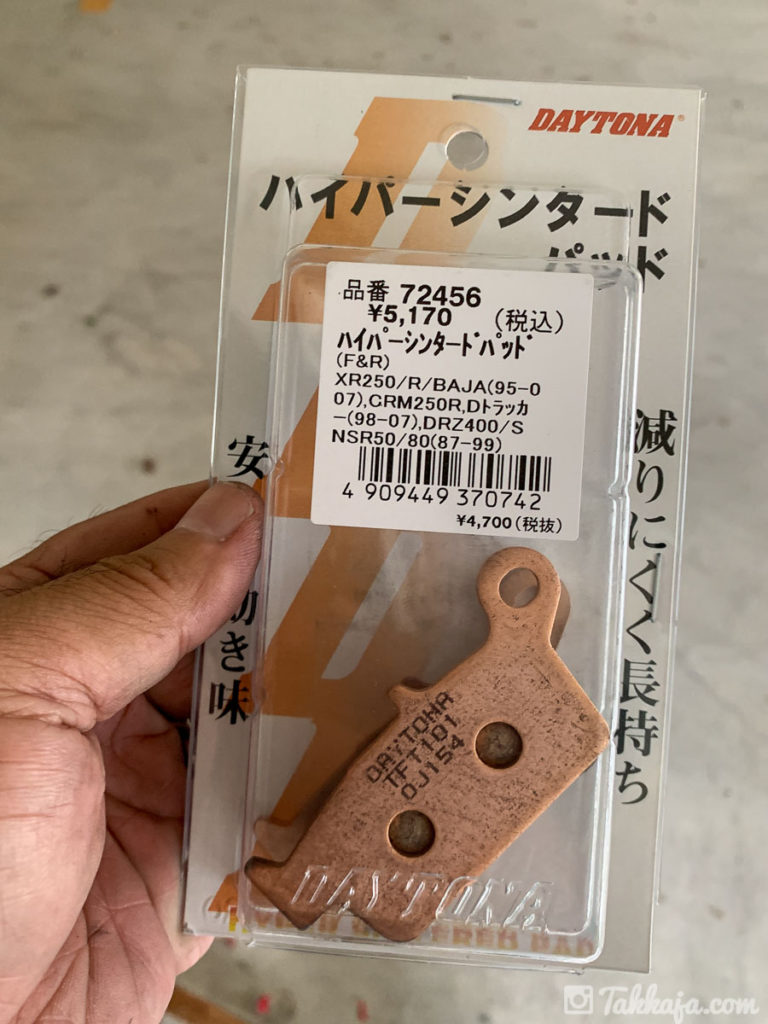 DAYTONA
ハイパーシンタード
パッド
品番 72456
¥5,170 (税込)
ﾊｲﾊﾟｰｼﾝﾀｰﾄﾞﾊﾟｯﾄﾞ
(F&R)
XR250/R/BAJA(95-0
07),CRM250R,Dトラッカ
ー(98-07),DRZ400/S
NSR50/80(87-99)
4 909449 370742
¥4,700(税抜)
減りにくく長持ち
安
効き味
DAYTONA
TFT101
OJ154
DAYTONA
Takkaja.com